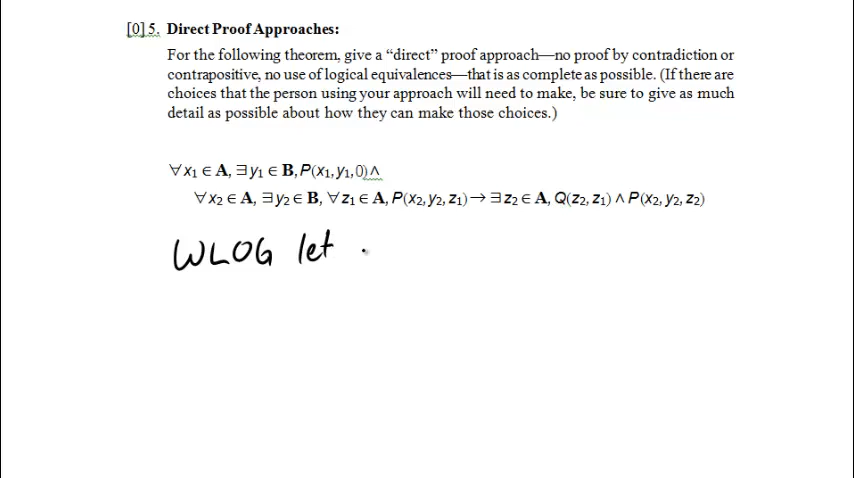 [0] 5. Direct Proof Approaches:
For the following theorem, give a “direct” proof approach—no proof by contradiction or
contrapositive, no use of logical equivalences—that is as complete as possible. (If there are
choices that the person using your approach will need to make, be sure to give as much
detail as possible about how they can make those choices.)
∀x₁ ∈ A, ∃y₁ ∈ B, P(x₁, y₁, 0) ∧
∀x₂ ∈ A, ∃y₂ ∈ B, ∀z₁ ∈ A, P(x₂, y₂, z₁) → ∃z₂ ∈ A, Q(z₂, z₁) ∧ P(x₂, y₂, z₂)
WLOG let